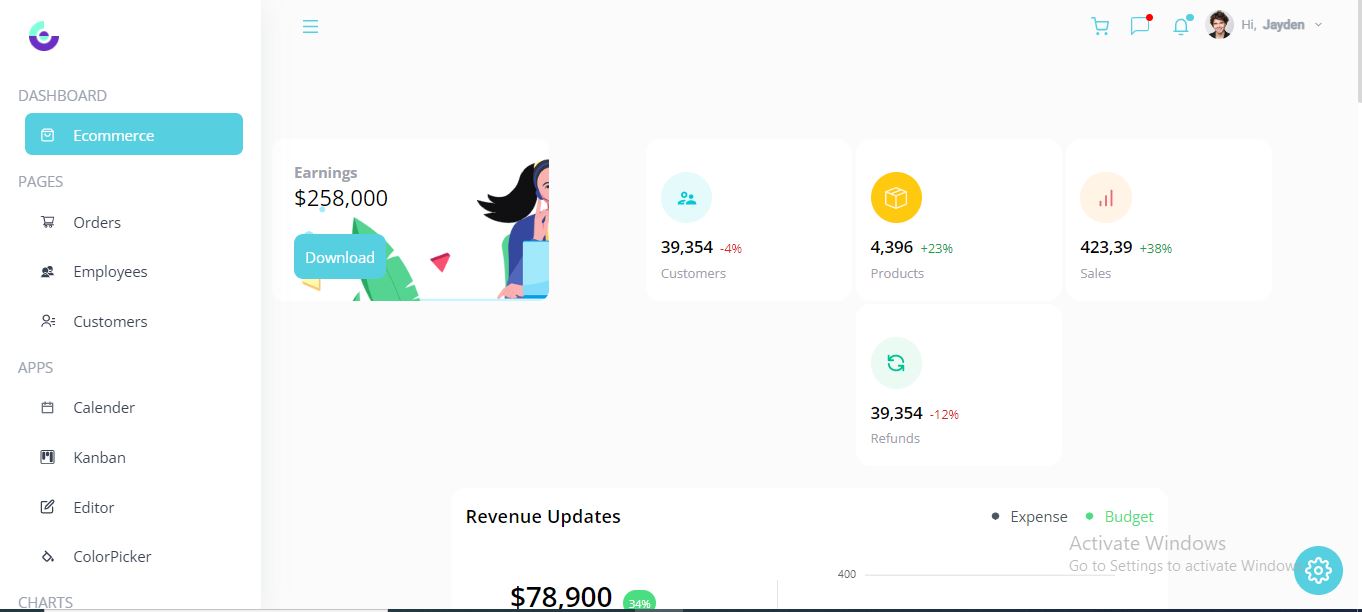 Hi, Jayden
DASHBOARD
Ecommerce
PAGES
Orders
Employees
Customers
APPS
Calender
Kanban
Editor
ColorPicker
CHARTS
Earnings
$258,000
Download
39,354 -4%
Customers
4,396 +23%
Products
423,39 +38%
Sales
39,354 -12%
Refunds
Revenue Updates
Expense
Budget
$78,900 34%
400
Activate Windows
Go to Settings to activate Window